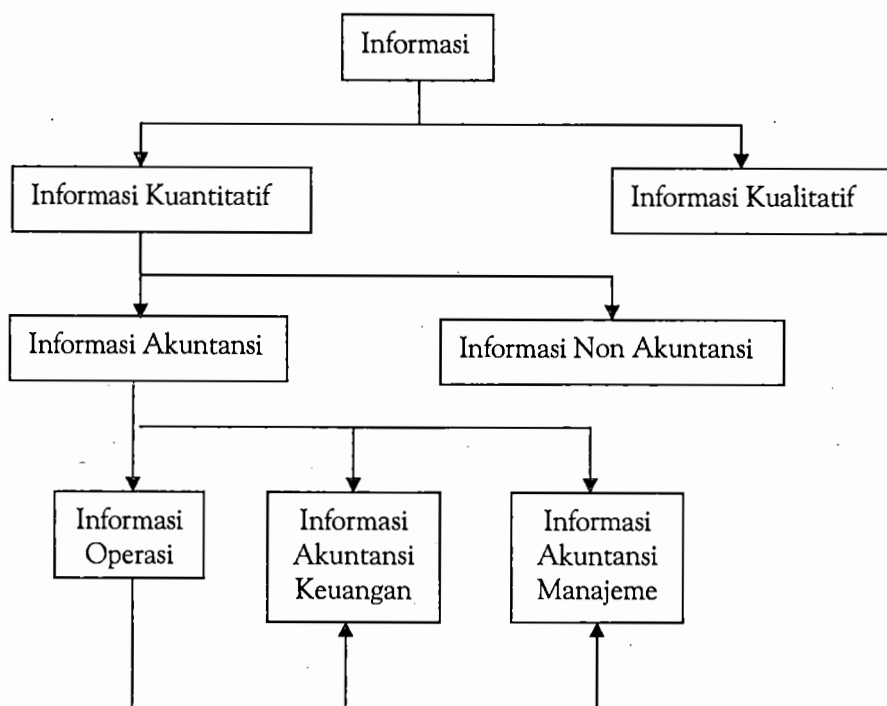 Informasi
Informasi Kuantitatif
Informasi Kualitatif
Informasi Akuntansi
Informasi Non Akuntansi
Informasi
Operasi
Informasi
Akuntansi
Keuangan
Informasi
Akuntansi
Manajeme